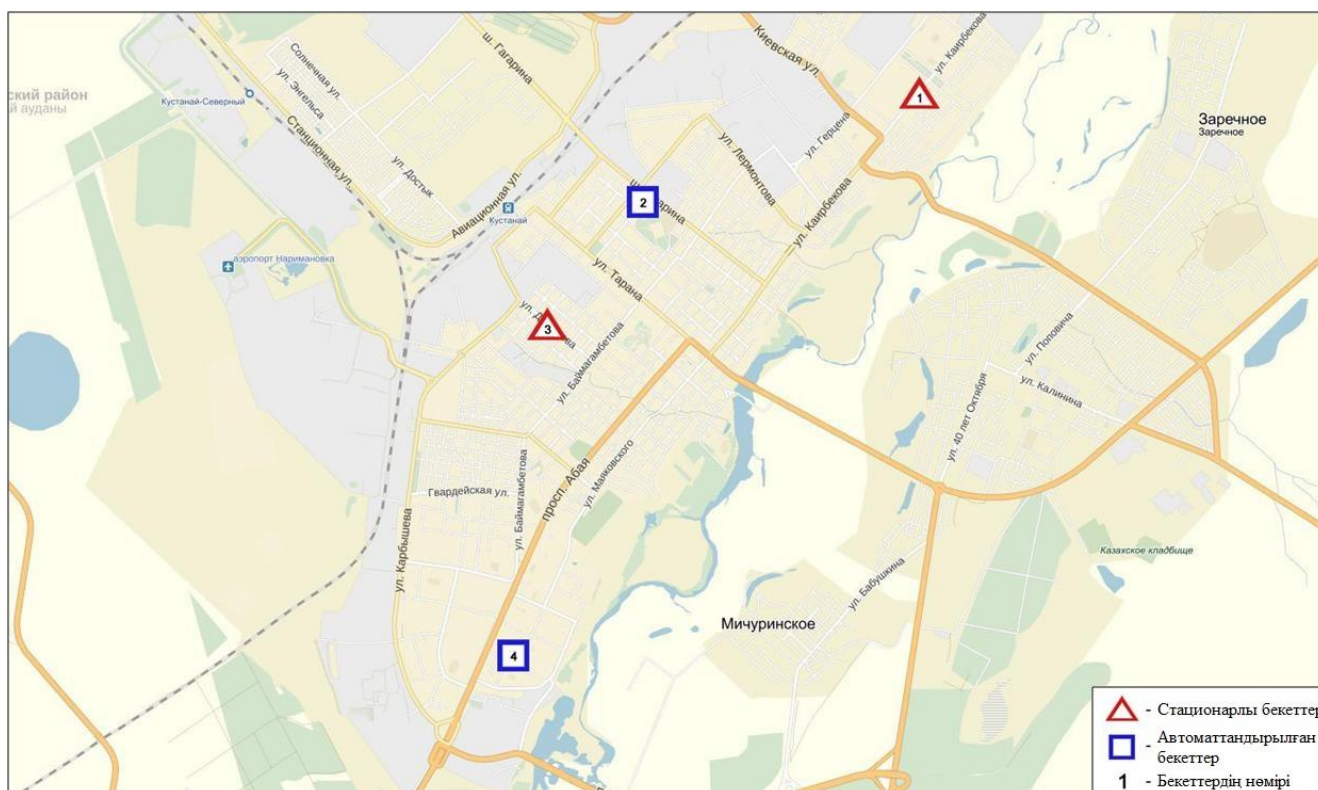 ский район
й ауданы
Кустанай-Северный
Солнечная ул.
ул. Энгельса
Станционная ул.
ул. Достык
ш. Гагарина
Авиационная ул.
Кустанай
аэропорт Наримановка
Киевская ул.
ул. Каирбекова
1
ул. Герцена
ул. Лермонтова
ул. Каирбекова
Заречное
Заречное
2
ул. Тарана
3
ул. Баймагамбетова
ул. Поповича
ул. Калинина
ул. 40 лет Октября
Гвардейская ул.
ул. Баймагамбетова
просп. Абая
ул. Маяковского
ул. Карбышева
Казахское кладбище
ул. Бабушкина
Мичуринское
4
- Стационарлы бекеттер
- Автоматтандырылған
бекеттер
1 - Бекеттердің нөмірі